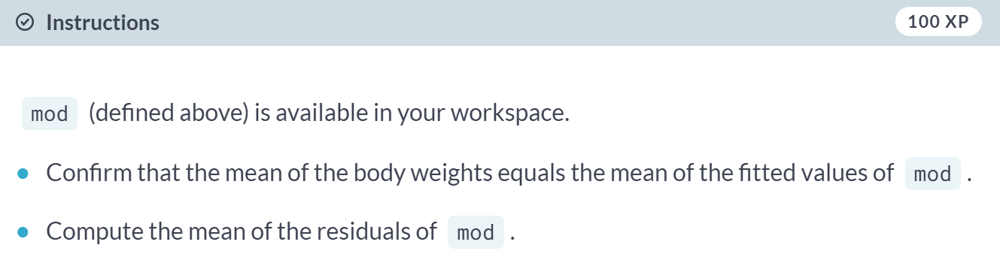 Instructions
100 XP
mod (defined above) is available in your workspace.
Confirm that the mean of the body weights equals the mean of the fitted values of mod .
Compute the mean of the residuals of mod .